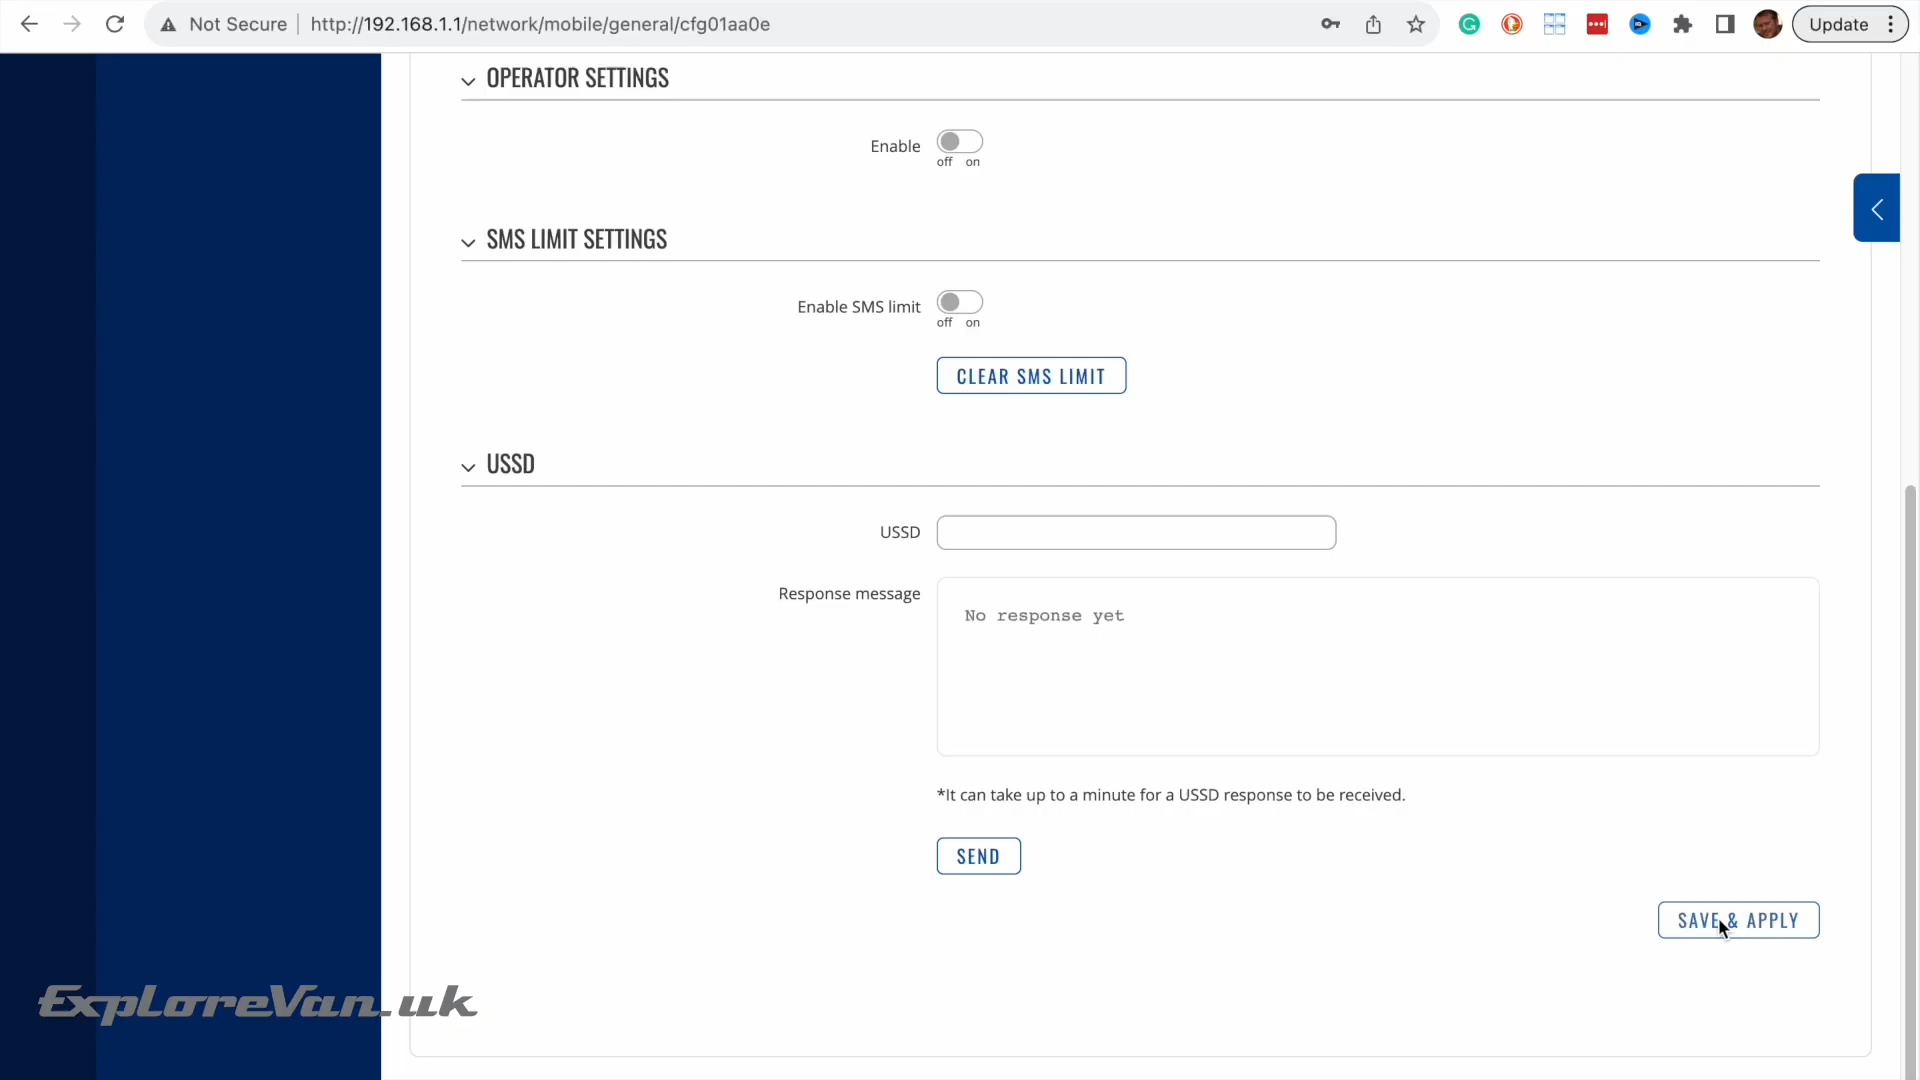 Not Secure
http://192.168.1.1/network/mobile/general/cfg01aa0e
Update
OPERATOR SETTINGS
Enable
off on
SMS LIMIT SETTINGS
Enable SMS limit
off on
CLEAR SMS LIMIT
USSD
USSD
Response message
No response yet
*It can take up to a minute for a USSD response to be received.
SEND
SAVE & APPLY
ExploreVan.uk